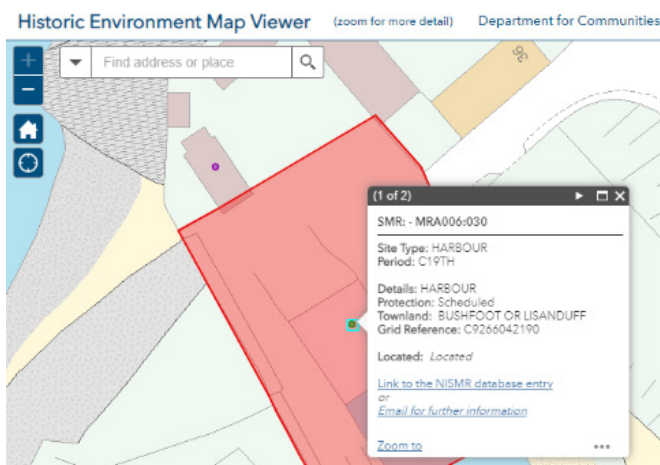 Historic Environment Map Viewer (zoom for more detail) Department for Communities
+
Find address or place
−
36
(1 of 2)
SMR: - MRA006:030
Site Type: HARBOUR
Period: C19TH
Details: HARBOUR
Protection: Scheduled
Townland: BUSHFOOT OR LISANDUFF
Grid Reference: C9266042190
Located: Located
Link to the NISMR database entry
or
Email for further information
Zoom to